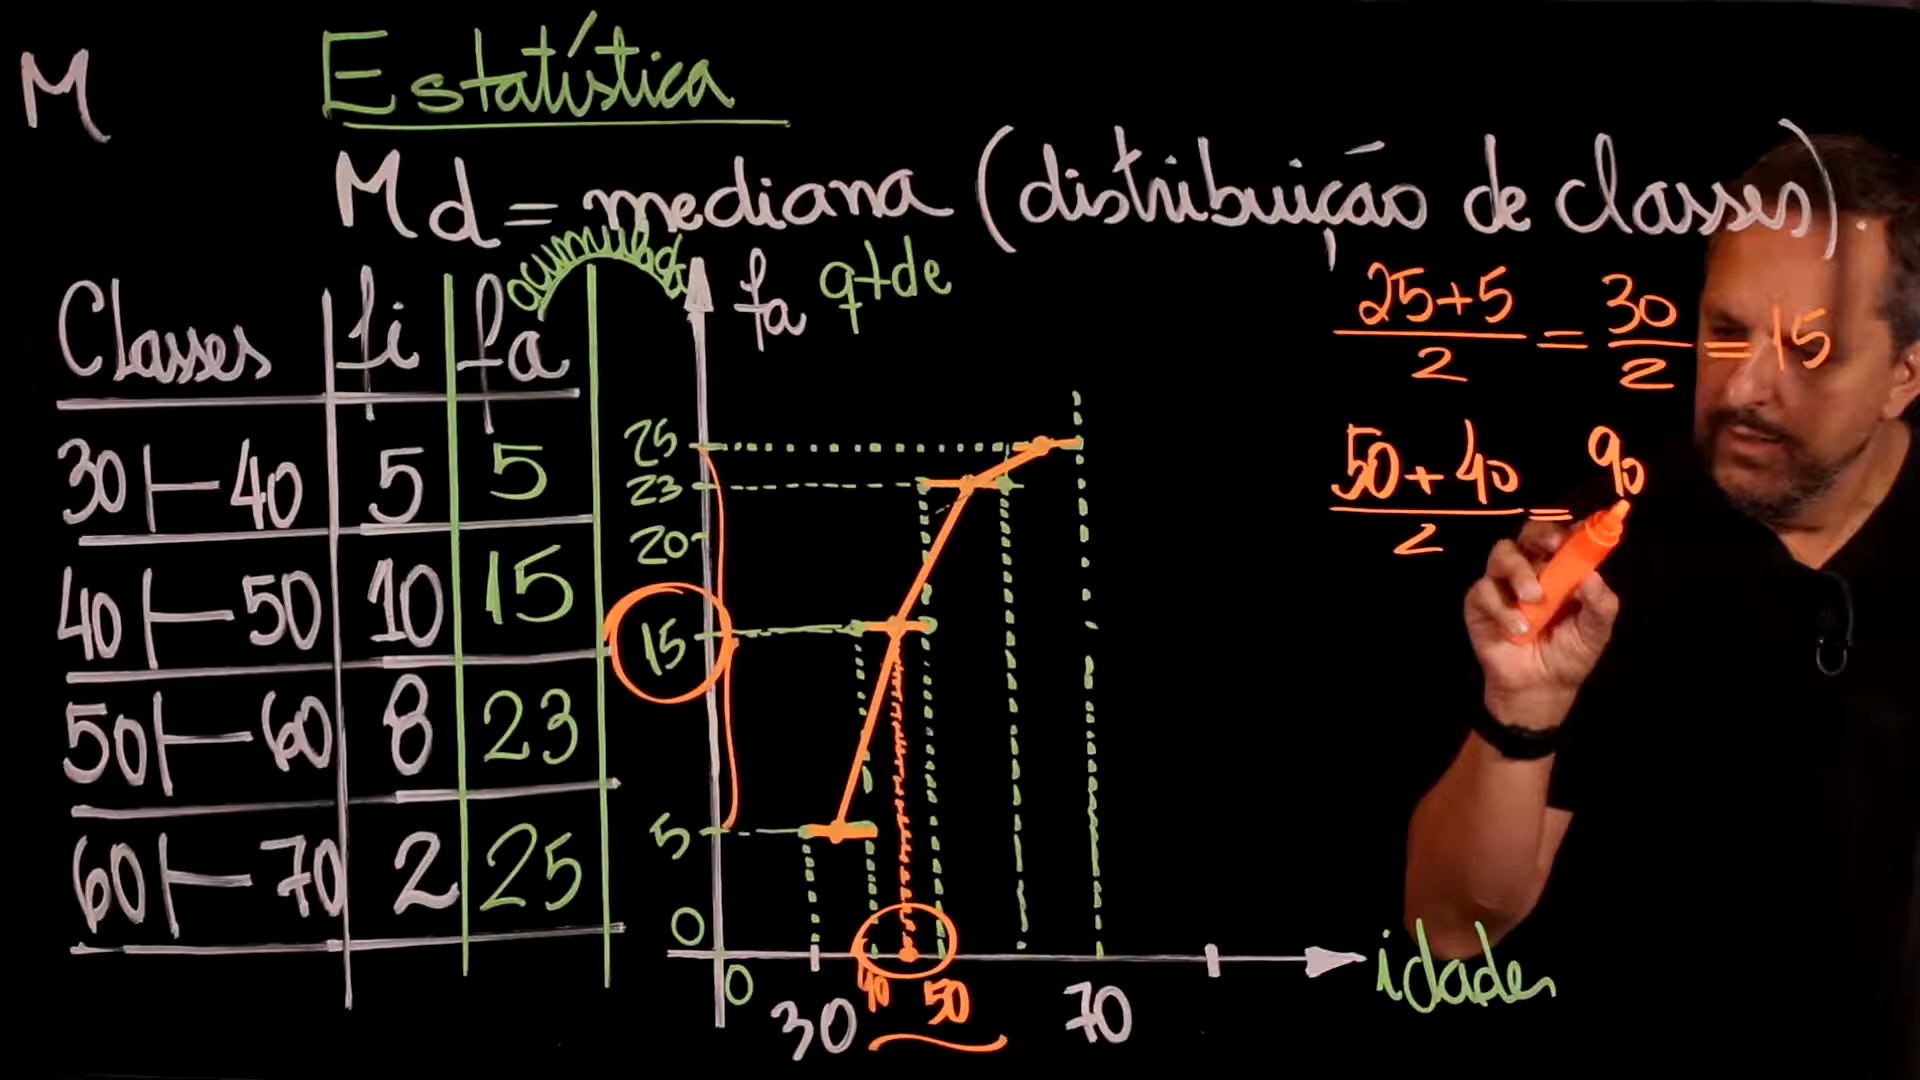 M
Estatística
Md = mediana (distribuição de classes).
Classes fi fa acumulada
30 ⊢ 40 5 5
40 ⊢ 50 10 15
50 ⊢ 60 8 23
60 ⊢ 70 2 25
fa qtde
25
23
20
15
5
0
0 30 40 50 70 idades
25+5/2 = 30/2 = 15
50+40/2 = 90